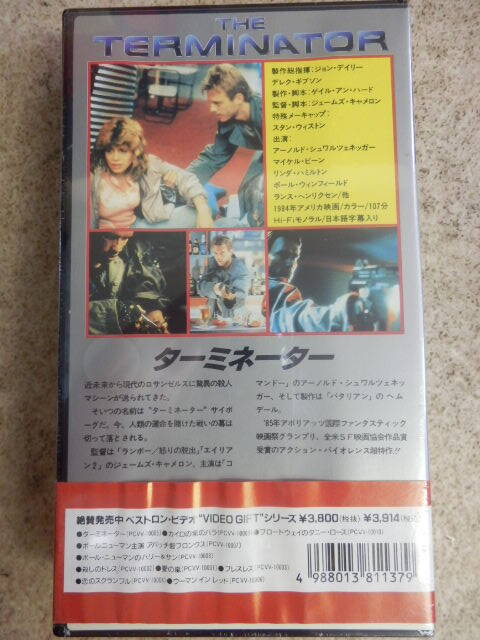 THE
TERMINATOR
製作総指揮：ジョン・デイリー
デレク・ギブソン
製作・脚本：ゲイル・アン・ハード
監督・脚本：ジェームズ・キャメロン
特殊メーキャップ：
スタン・ウィストン
出演：
アーノルド・シュワルツェネッガー
マイケル・ビーン
リンダ・ハミルトン
ポール・ウィンフィールド
ランス・ヘンリクセン/他
1984年アメリカ映画/カラー/107分
Hi-Fiモノラル/日本語字幕入り
ターミネーター
近未来から現代のロサンゼルスに驚異の殺人
マシーンが送られてきた。
そいつの名前は“ターミネーター”サイボ
ーグだ。今、人類の運命を賭けた戦いの幕は
切って落とされる。
監督は「ランボー/怒りの脱出」「エイリア
ン2」のジェームズ・キャメロン、主演は「コ
マンドー」のアーノルド・シュワルツェネッ
ガー、そして製作は「バタリアン」のヘム
デール。
'85年アボリアッツ国際ファンタスティック
映画祭グランプリ、全米SF映画協会作品賞
受賞のアクション・バイオレンス超特作!!
絶賛発売中 ベストロン・ビデオ “VIDEO GIFT”シリーズ ¥3,800(税抜) ¥3,914
●ターミネーター(PCVV-10001) ●カイロの紫のバラ ●ブロードウェイのダニー・ローズ
●ポール・ニューマン主演 アパッチ砦ブロンクス
●ポール・ニューマンのハリー&サン
●殺しのドレス ●愛の嵐 ●ブレスレス
●恋のスクランブル ●ウーマン イン レッド
4 988013 811379